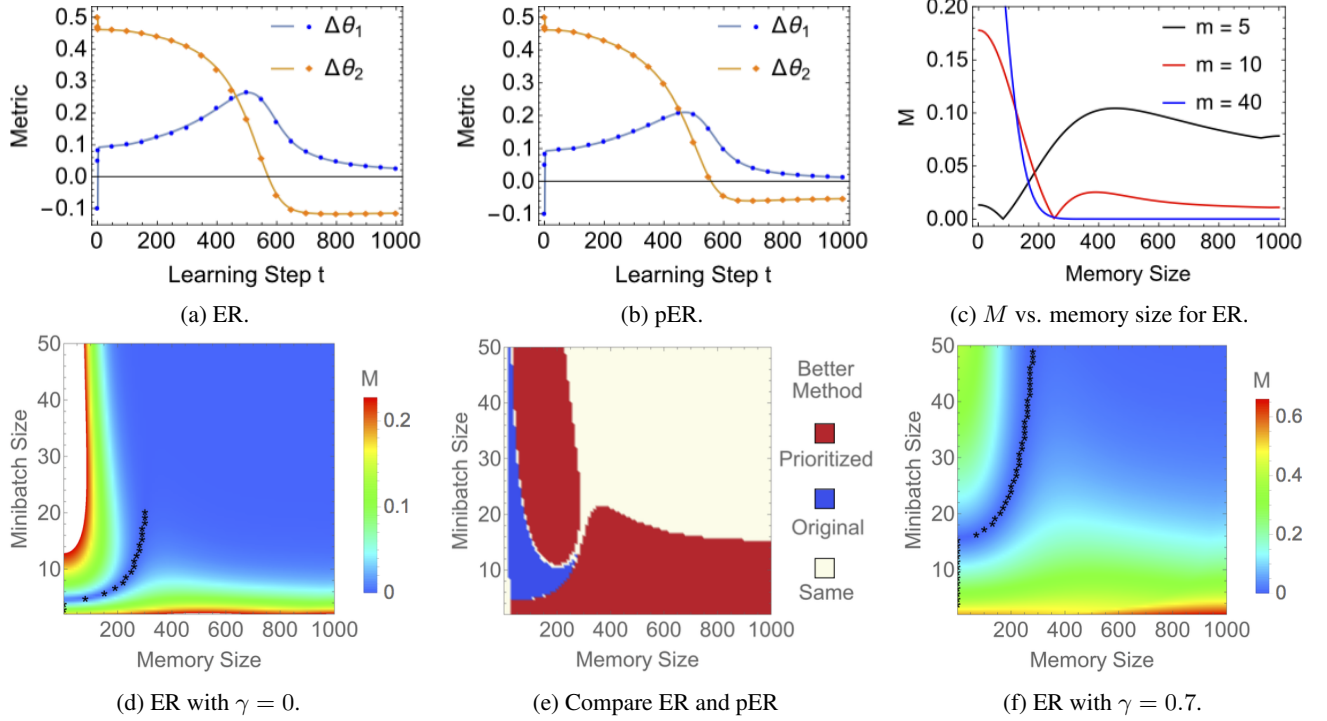 0.5
0.4
0.3
0.2
0.1
0.0
−0.1
Metric
Δθ1
Δθ2
0 200 400 600 800 1000
Learning Step t
(a) ER.
0.5
0.4
0.3
0.2
0.1
0.0
−0.1
Metric
Δθ1
Δθ2
0 200 400 600 800 1000
Learning Step t
(b) pER.
0.20
0.15
0.10
0.05
0.00
M
m = 5
m = 10
m = 40
0 200 400 600 800 1000
Memory Size
(c) M vs. memory size for ER.
50
40
30
20
10
Minibatch Size
200 400 600 800 1000
Memory Size
M
0.2
0.1
0
(d) ER with γ = 0.
50
40
30
20
10
Minibatch Size
200 400 600 800 1000
Memory Size
Better
Method
Prioritized
Original
Same
(e) Compare ER and pER
50
40
30
20
10
Minibatch Size
200 400 600 800 1000
Memory Size
M
0.6
0.4
0.2
0
(f) ER with γ = 0.7.